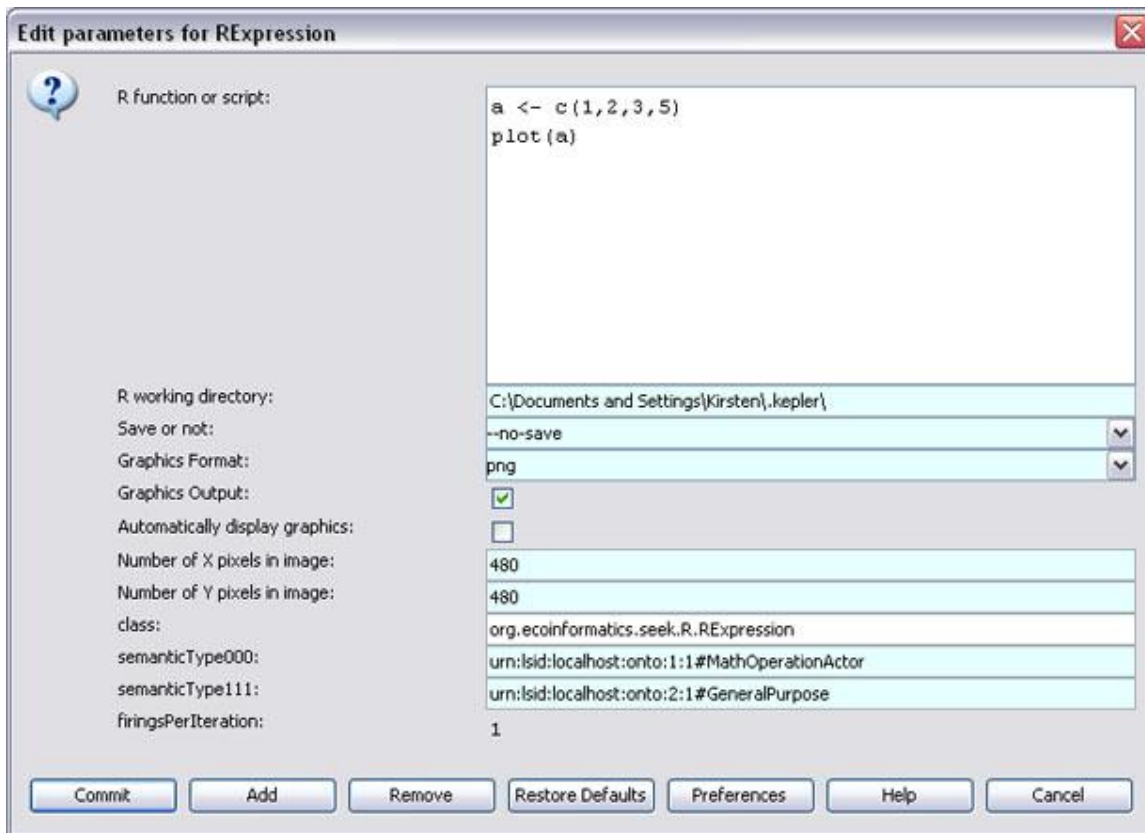 Edit parameters for RExpression
R function or script:
a <- c(1,2,3,5)
plot(a)
R working directory: C:\Documents and Settings\Kirsten\.kepler\
Save or not: --no-save
Graphics Format: png
Graphics Output:
Automatically display graphics:
Number of X pixels in image: 480
Number of Y pixels in image: 480
class: org.ecoinformatics.seek.R.RExpression
semanticType000: urn:lsid:localhost:onto:1:1#MathOperationActor
semanticType111: urn:lsid:localhost:onto:2:1#GeneralPurpose
firingsPerIteration: 1
Commit Add Remove Restore Defaults Preferences Help Cancel